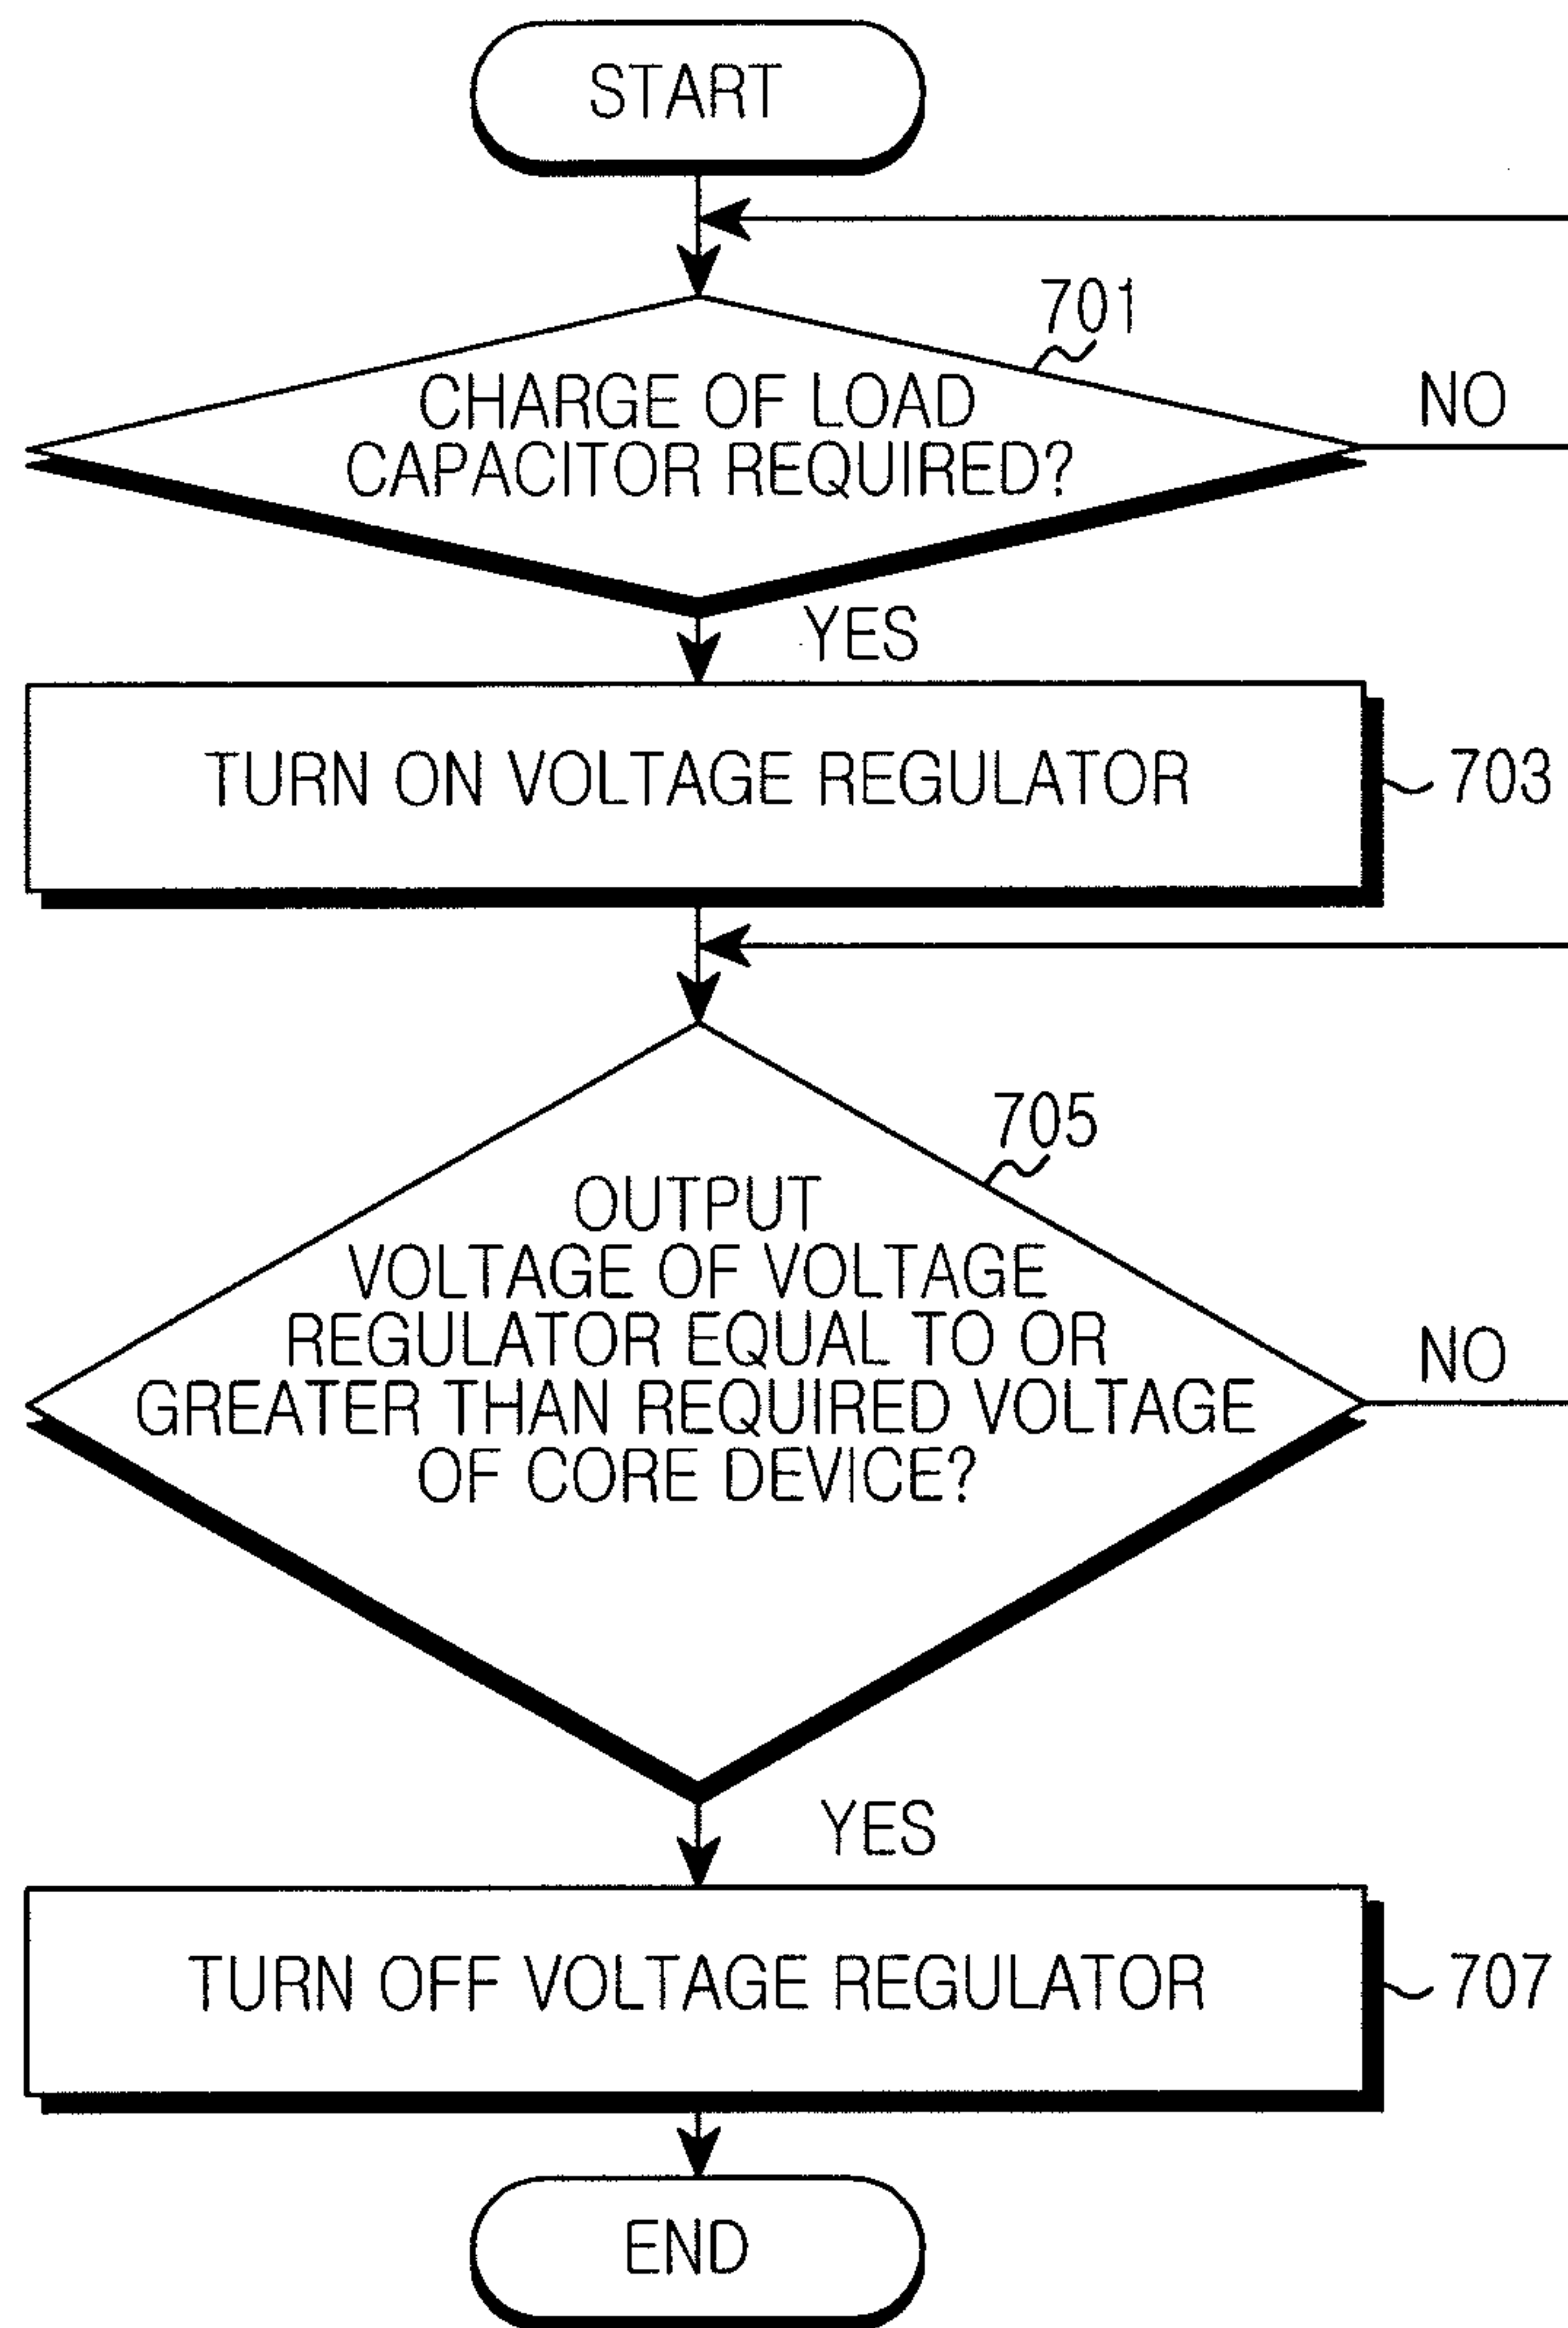 START
701
CHARGE OF LOAD
CAPACITOR REQUIRED?
NO
YES
TURN ON VOLTAGE REGULATOR
703
705
OUTPUT
VOLTAGE OF VOLTAGE
REGULATOR EQUAL TO OR
GREATER THAN REQUIRED VOLTAGE
OF CORE DEVICE?
NO
YES
TURN OFF VOLTAGE REGULATOR
707
END